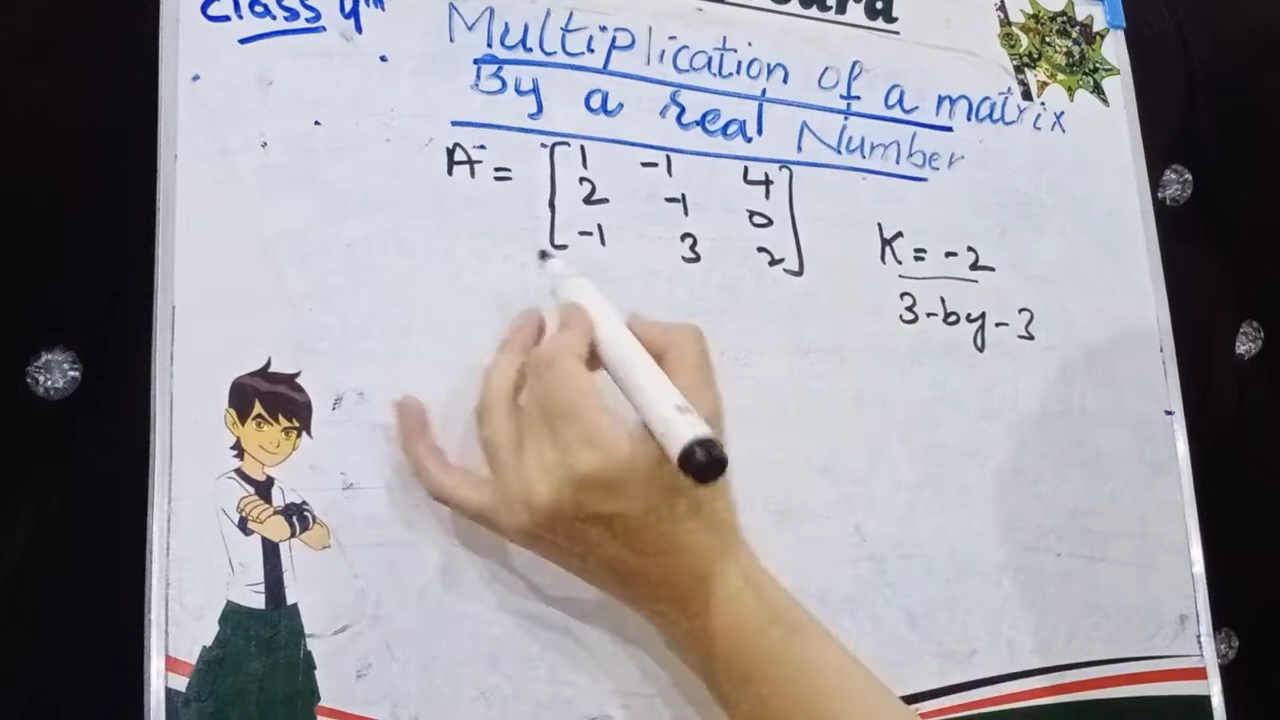 class 9th
Multiplication of a matrix
By a real Number
A = [1 -1 4
2 -1 0
-1 3 2]
K = -2
3-by-3